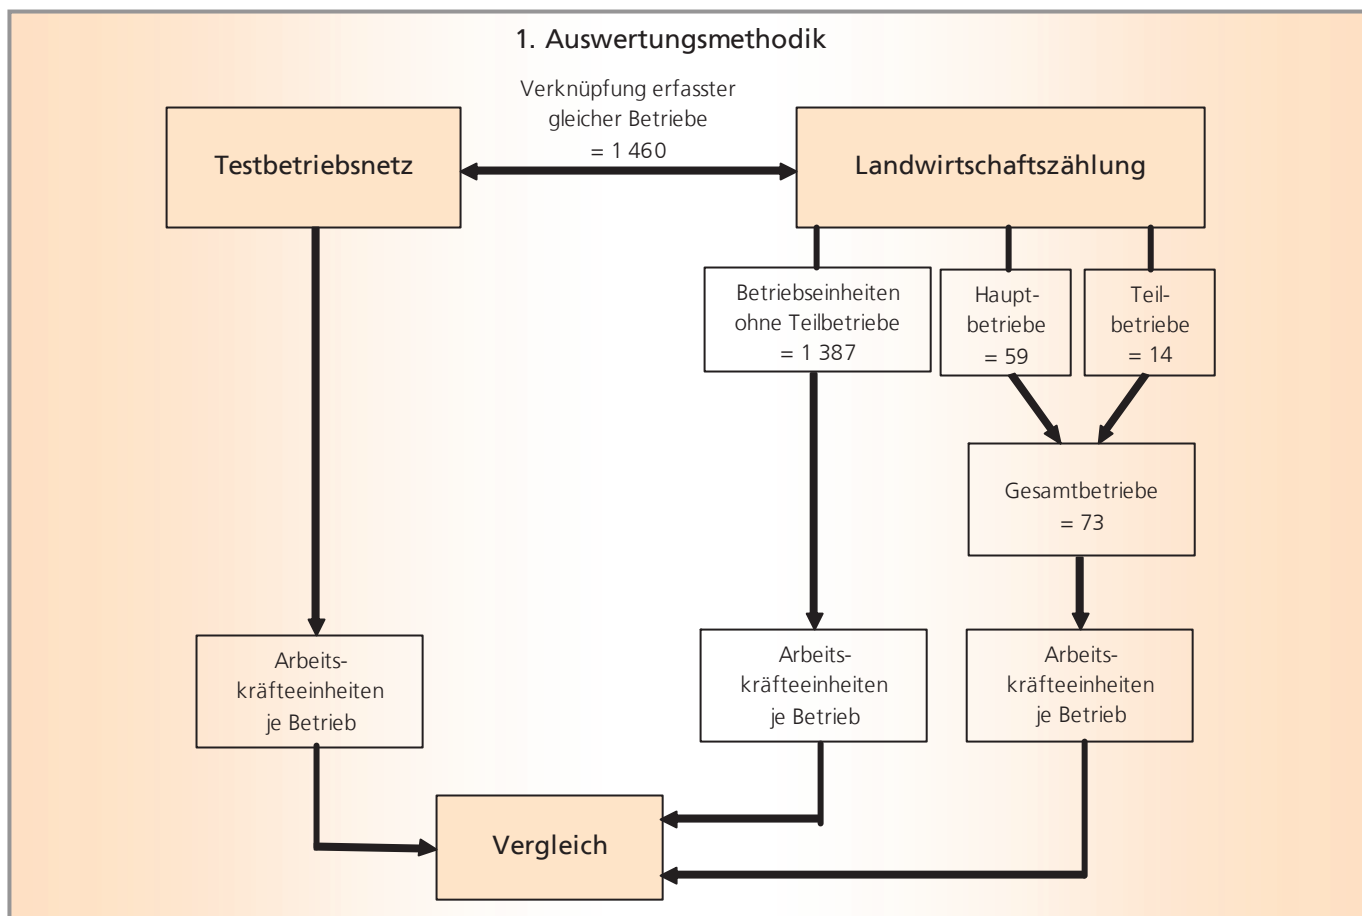 1. Auswertungsmethodik
Verknüpfung erfasster
gleicher Betriebe
= 1 460
Testbetriebsnetz
Landwirtschaftszählung
Betriebseinheiten
ohne Teilbetriebe
= 1 387
Haupt-
betriebe
= 59
Teil-
betriebe
= 14
Gesamtbetriebe
= 73
Arbeits-
kräfteeinheiten
je Betrieb
Arbeits-
kräfteeinheiten
je Betrieb
Arbeits-
kräfteeinheiten
je Betrieb
Vergleich